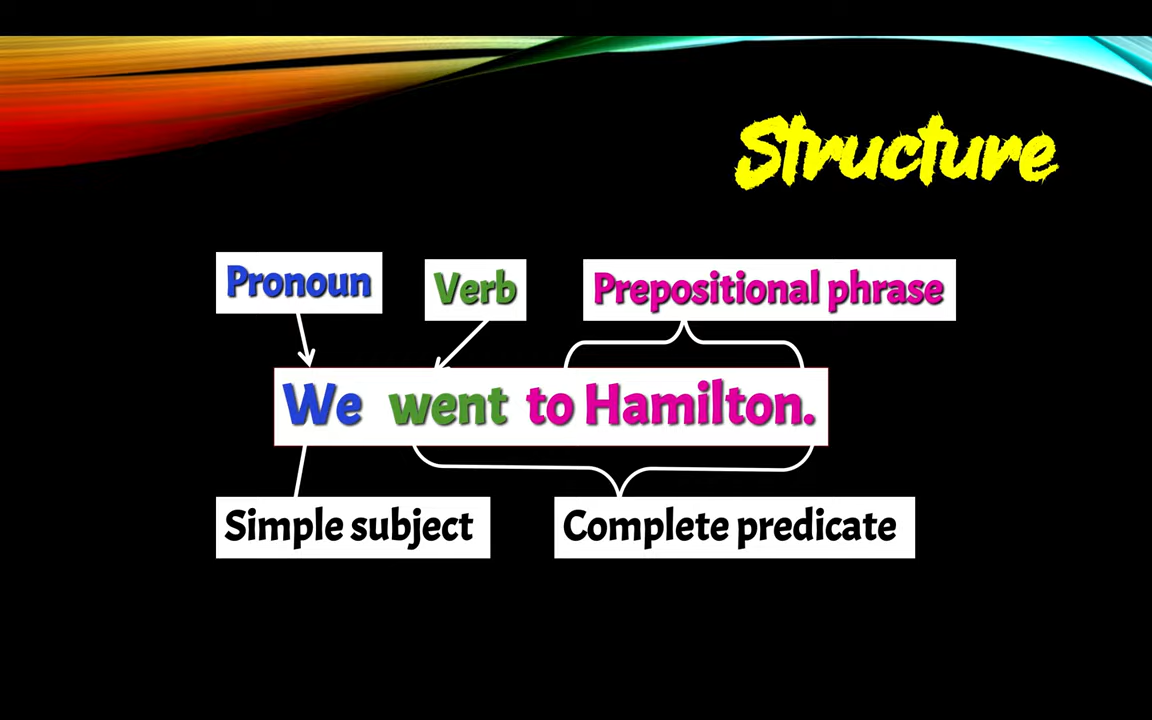 Structure
Pronoun Verb Prepositional phrase
We went to Hamilton.
Simple subject Complete predicate